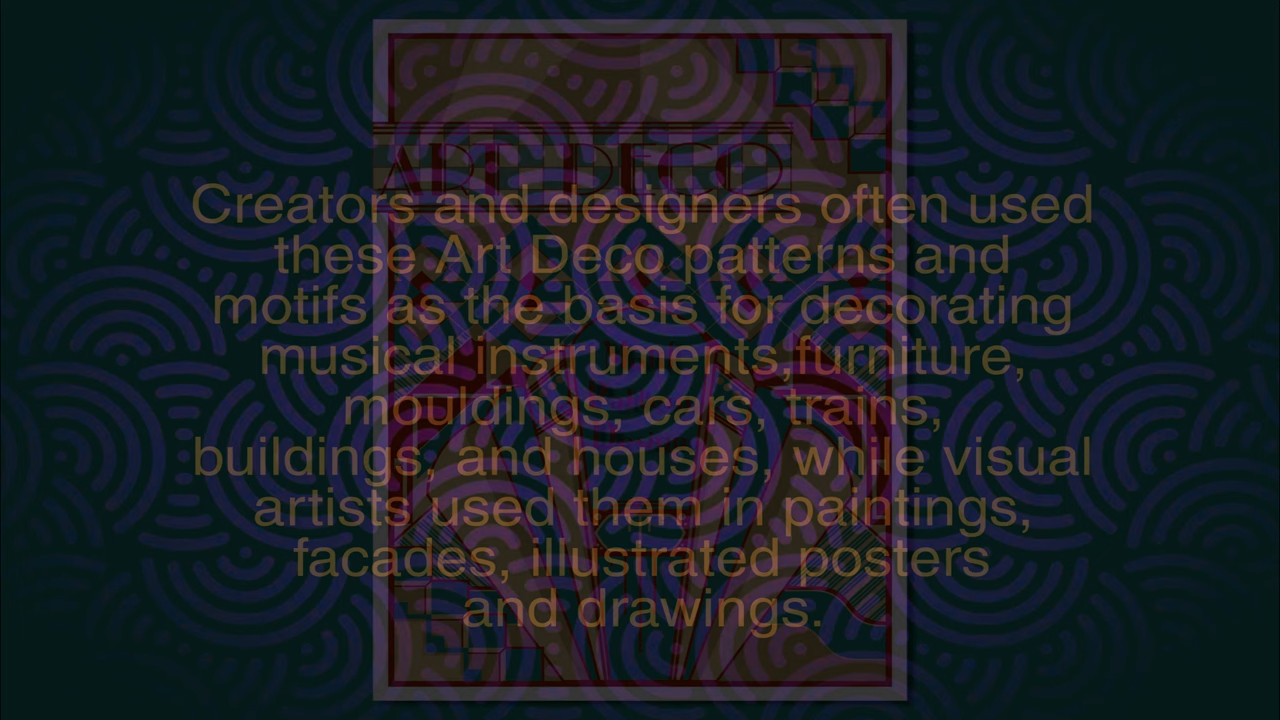 ART DECO
Creators and designers often used
these Art Deco patterns and
motifs as the basis for decorating
musical instruments,furniture,
mouldings, cars, trains,
buildings, and houses, while visual
artists used them in paintings,
facades, illustrated posters
and drawings.